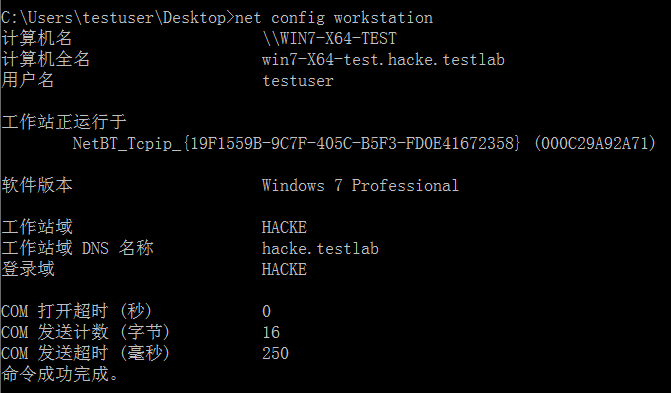 C:\Users\testuser\Desktop>net config workstation
计算机名 \\WIN7-X64-TEST
计算机全名 win7-X64-test.hacke.testlab
用户名 testuser
工作站正运行于
NetBT_Tcpip_{19F1559B-9C7F-405C-B5F3-FD0E41672358} (000C29A92A71)
软件版本 Windows 7 Professional
工作站域 HACKE
工作站域 DNS 名称 hacke.testlab
登录域 HACKE
COM 打开超时 (秒) 0
COM 发送计数 (字节) 16
COM 发送超时 (毫秒) 250
命令成功完成。